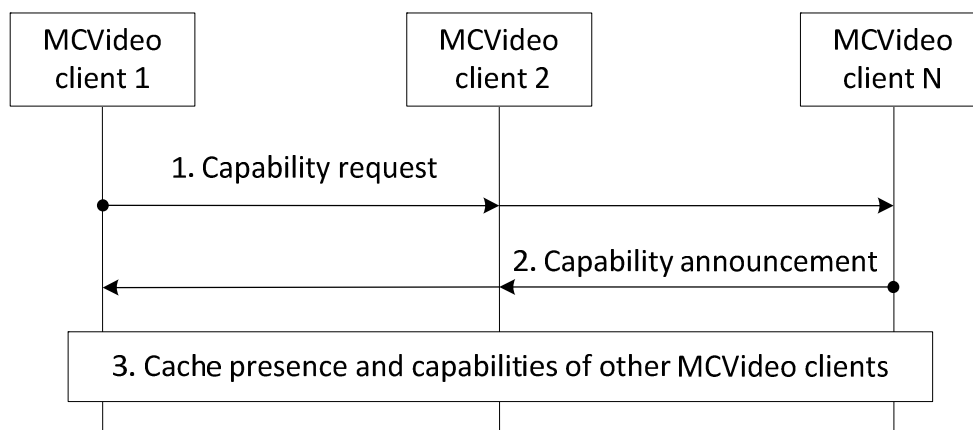 MCVideo
client 1
MCVideo
client 2
MCVideo
client N
1. Capability request
2. Capability announcement
3. Cache presence and capabilities of other MCVideo clients